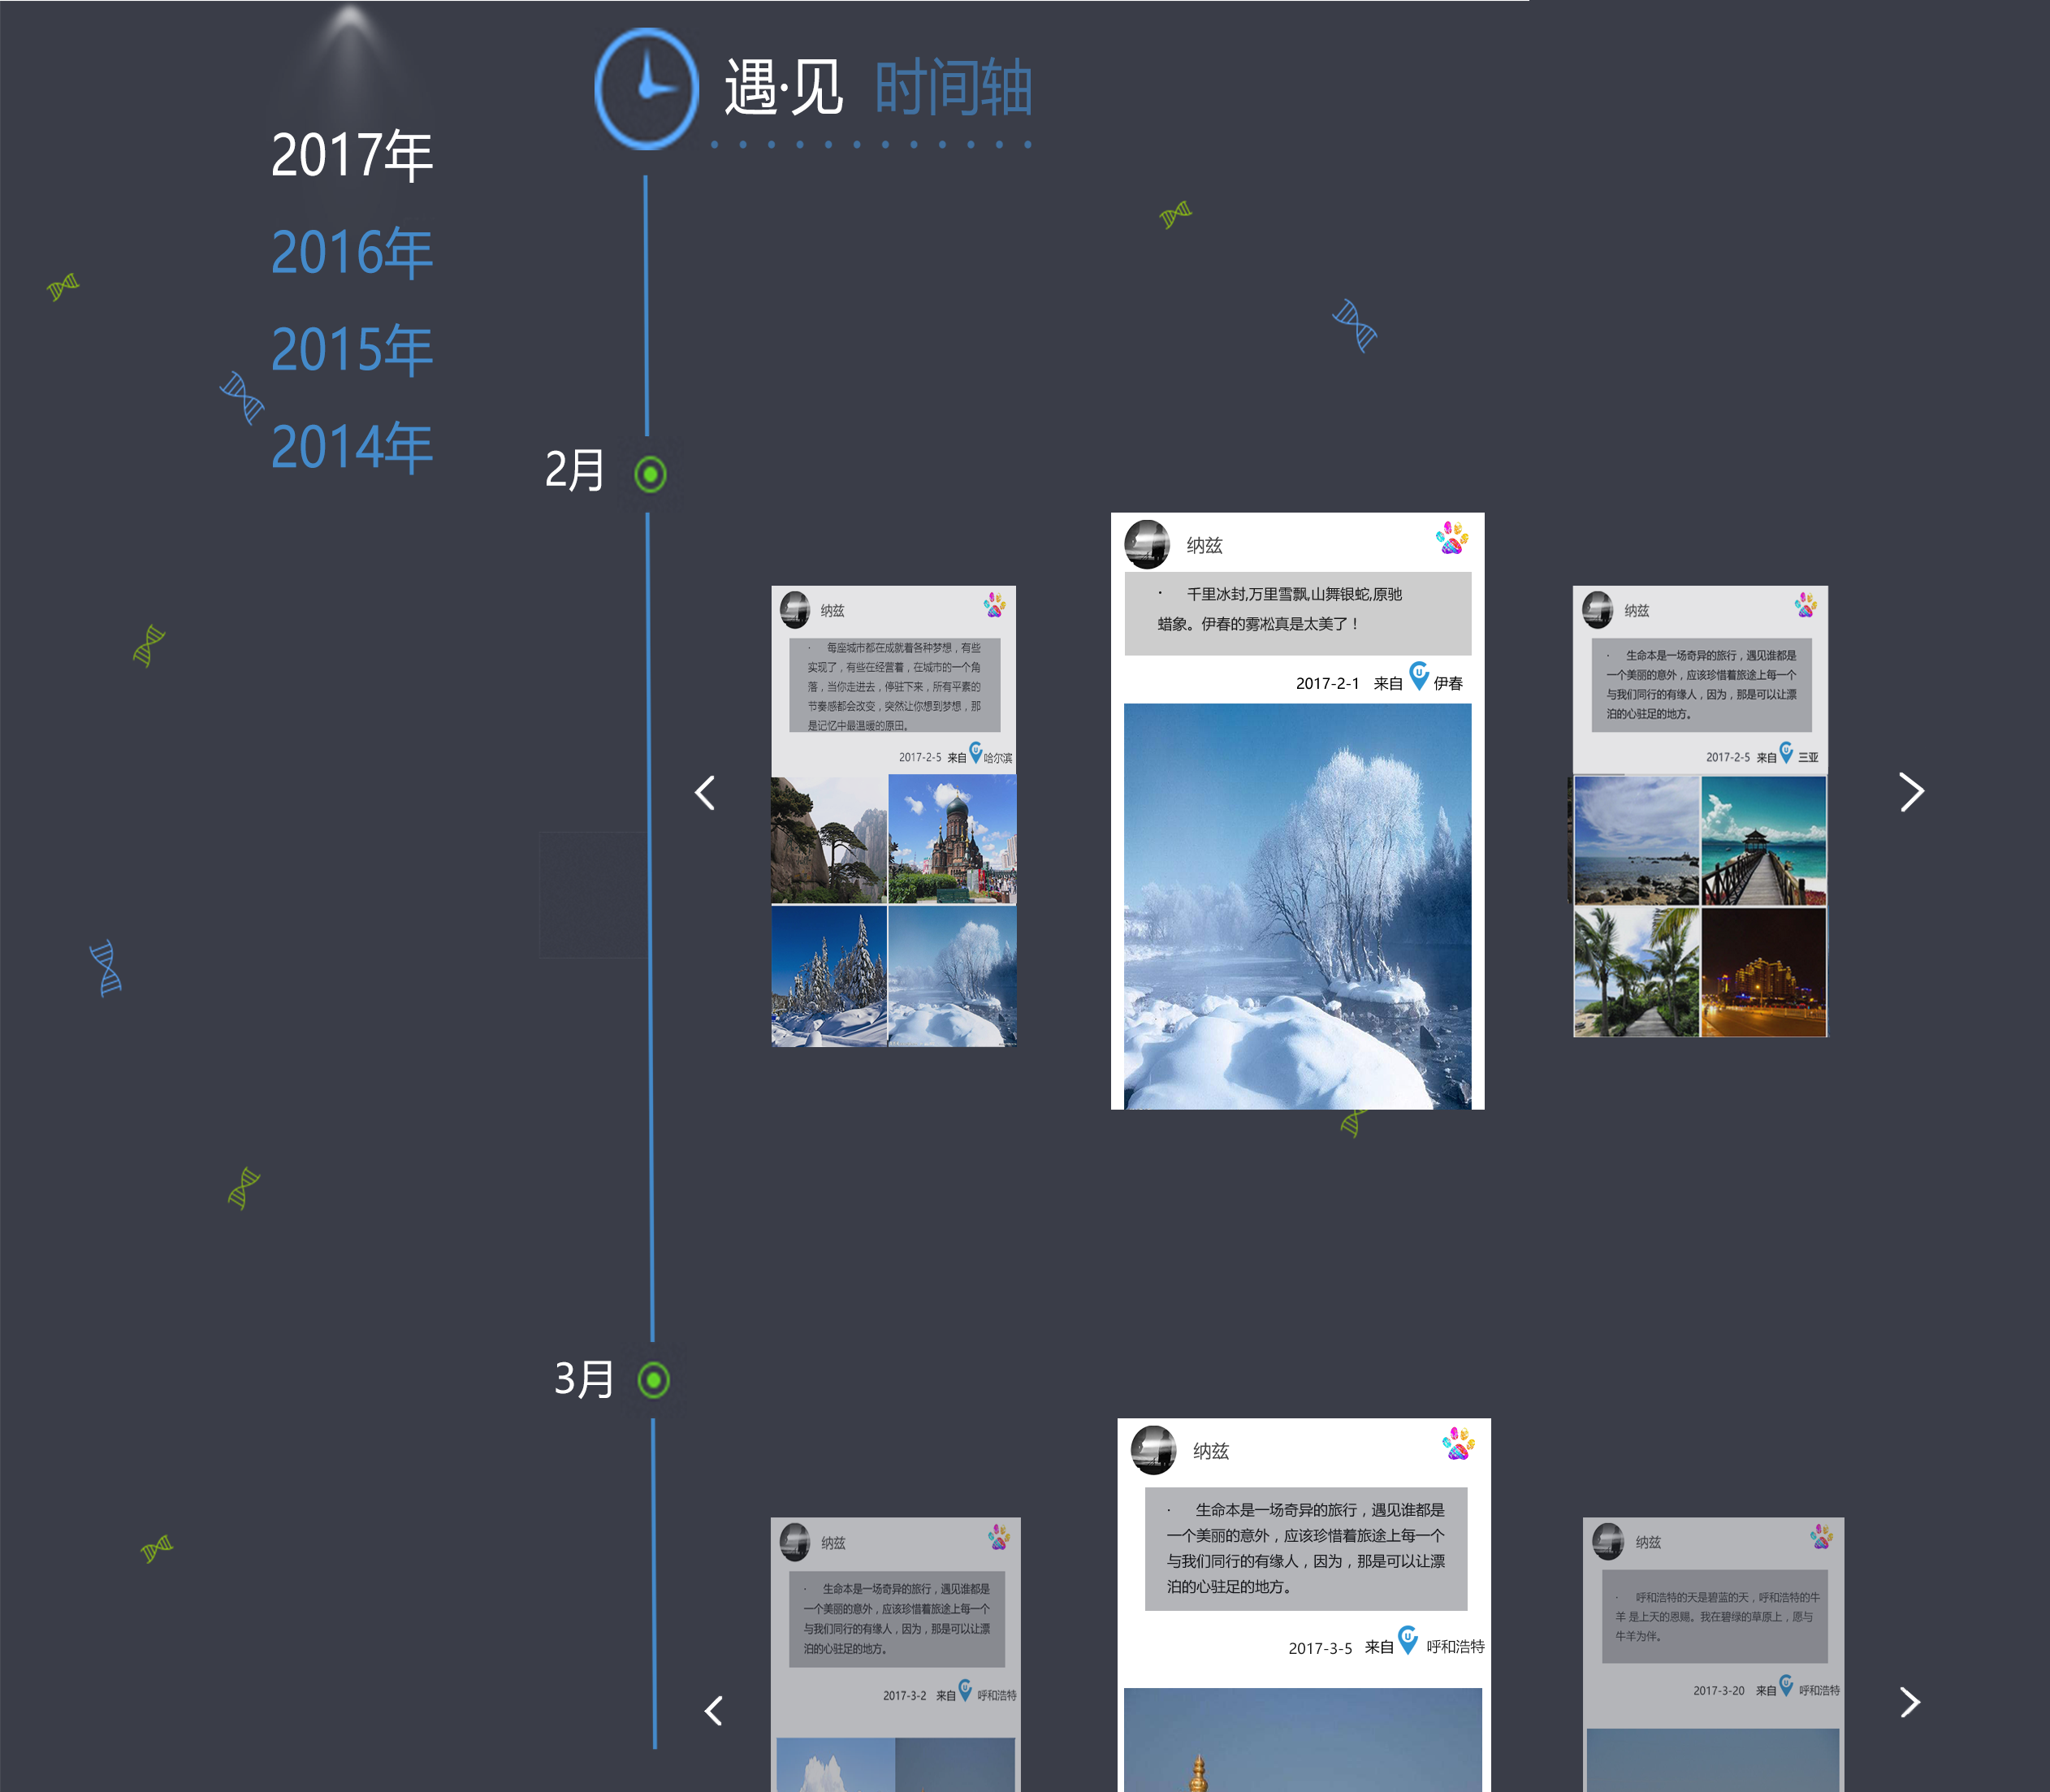 遇·见 时间轴
2017年
2016年
2015年
2014年
2月
纳兹
· 每座城市都在成就着各种梦想，有些
实现了，有些在经营着，在城市的一个角
落，当你走进去，停驻下来，所有平素的
节奏感都会改变，突然让你想到梦想，那
是记忆中最温暖的原田。
2017-2-5 来自 哈尔滨
纳兹
· 千里冰封,万里雪飘,山舞银蛇,原驰
蜡象。伊春的雾凇真是太美了！
2017-2-1 来自 伊春
纳兹
· 生命本是一场奇异的旅行，遇见谁都是
一个美丽的意外，应该珍惜着旅途上每一个
与我们同行的有缘人，因为，那是可以让漂
泊的心驻足的地方。
2017-2-5 来自 三亚
3月
纳兹
· 生命本是一场奇异的旅行，遇见谁都是
一个美丽的意外，应该珍惜着旅途上每一个
与我们同行的有缘人，因为，那是可以让漂
泊的心驻足的地方。
2017-3-2 来自 呼和浩特
纳兹
· 生命本是一场奇异的旅行，遇见谁都是
一个美丽的意外，应该珍惜着旅途上每一个
与我们同行的有缘人，因为，那是可以让漂
泊的心驻足的地方。
2017-3-5 来自 呼和浩特
纳兹
· 呼和浩特的天是碧蓝的天，呼和浩特的牛
羊 是上天的恩赐。我在碧绿的草原上，愿与
牛羊为伴。
2017-3-20 来自 呼和浩特